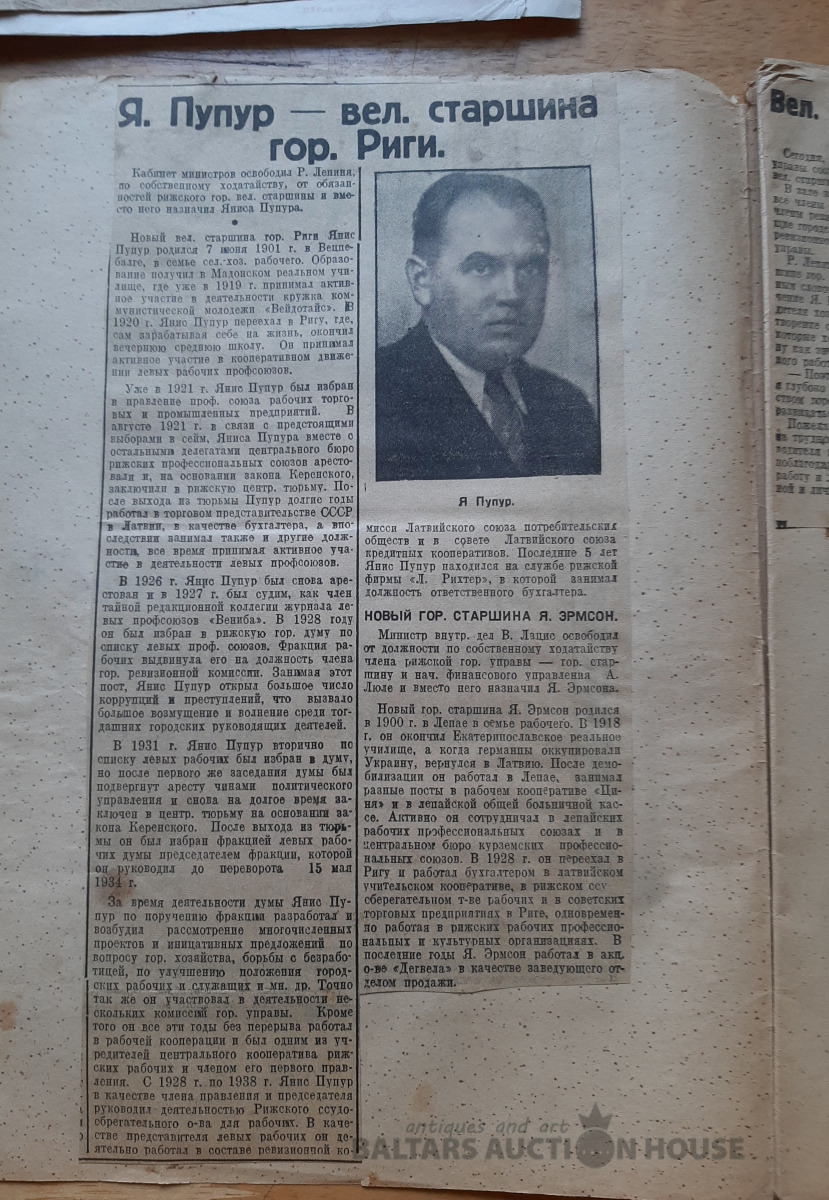 Я. Пупур — вел. старшина
гор. Риги.
Кабинет министров освободил Р. Лепиня,
по собственному ходатайству, от обязан-
ностей рижского гор. вел. старшины и вме-
сто него назначил Яниса Пупура.
Новый вел. старшина гор. Риги Янис
Пупур родился 7 июня 1901 г. в Вецпе-
балге, в семье сел.-хоз. рабочего. Образо-
вание получил в Мадонском реальном учи-
лище, где уже в 1919 г. принимал актив-
ное участие в деятельности кружка ком-
мунистической молодежи «Вейдотайс». В
1920 г. Янис Пупур переехал в Ригу, где,
сам зарабатывая себе на жизнь, окончил
вечернюю среднюю школу. Он принимал
активное участие в кооперативном движе-
нии левых рабочих профсоюзов.
Уже в 1921 г. Янис Пупур был избран
в правление проф. союза рабочих торго-
вых и промышленных предприятий. В
августе 1921 г. в связи с предстоящими
выборами в сейм, Яниса Пупура вместе с
остальными делегатами центрального бюро
рижских профессиональных союзов аресто-
вали и, на основании закона Керенского,
заключили в рижскую центр. тюрьму. По-
сле выхода из тюрьмы Пупур долгие годы
работал в торговом представительстве СССР
в Латвии, в качестве бухгалтера, а впо-
следствии занимал также и другие долж-
ности, все время принимая активное уча-
стие в деятельности левых профсоюзов.
В 1926 г. Янис Пупур был снова аре-
стован и в 1927 г. был судим, как член
тайной редакционной коллегии журнала ле-
вых профсоюзов «Вениба». В 1928 году
он был избран в рижскую гор. думу по
списку левых проф. союзов. Фракция ра-
бочих выдвинула его на должность члена
гор. ревизионной комиссии. Занимая этот
пост, Янис Пупур открыл большое число
коррупций и преступлений, что вызвало
большое возмущение и волнение среди тог-
дашних городских руководящих деятелей.
В 1931 г. Янис Пупур вторично по
списку левых рабочих был избран в думу,
но после первого же заседания думы был
подвергнут аресту чинами политического
управления и снова на долгое время за-
ключен в центр. тюрьму на основании за-
кона Керенского. После выхода из тюрь-
мы он был избран фракцией левых рабо-
чих думы председателем фракции, которой
он руководил до переворота 15 мая
1934 г.
За время деятельности думы Янис Пу-
пур по поручению фракции разработал и
возбудил рассмотрение многочисленных
проектов и инициативных предложений по
вопросу гор. хозяйства, борьбы с безрабо-
тицей, по улучшению положения город-
ских рабочих и служащих и мн. др. Точно
так же он участвовал в деятельности не-
скольких комиссий гор. управы. Кроме
того он все эти годы без перерыва работал
в рабочей кооперации и был одним из уч-
редителей центрального кооператива риж-
ских рабочих и членом его первого прав-
ления. С 1928 г. по 1938 г. Янис Пупур
в качестве члена правления и председателя
руководил деятельностью Рижского ссудо-
сберегательного о-ва для рабочих. В каче-
стве представителя левых рабочих он де-
ятельно работал в составе ревизионной ко-
Я Пупур.
миссии Латвийского союза потребительских
обществ и в совете Латвийского союза
кредитных кооперативов. Последние 5 лет
Янис Пупур находился на службе рижской
фирмы «Л. Рихтер», в которой занимал
должность ответственного бухгалтера.
НОВЫЙ ГОР. СТАРШИНА Я. ЭРМСОН.
Министр внутр. дел В. Лацис освободил
от должности по собственному ходатайству
члена рижской гор. управы — гор. стар-
шину и нач. финансового управления А.
Люле и вместо него назначил Я. Эрмсона.
Новый гор. старшина Я. Эрмсон родился
в 1900 г. в Лепае в семье рабочего. В 1918
г. он окончил Екатеринославское реальное
училище, а когда германцы оккупировали
Украину, вернулся в Латвию. После демо-
билизации он работал в Лепае, занимал
разные посты в рабочем кооперативе «Ци-
ня» и в лепайской общей больничной кас-
се. Активно он сотрудничал в лепайских
рабочих профессиональных союзах и в
центральном бюро курземских профессио-
нальных союзов. В 1928 г. он переехал в
Ригу и работал бухгалтером в латвийском
учительском кооперативе, в рижском ссу
сберегательном т-ве рабочих и в советских
торговых предприятиях в Риге, одновремен-
но работая в рижских рабочих профессио-
нальных и культурных организациях. В
последние годы Я. Эрмсон работал в акц.
о-ве «Дегвела» в качестве заведующего от-
делом продажи.
Вел.
Сегодня,
antiques and art
BALTARS AUCTION HOUSE